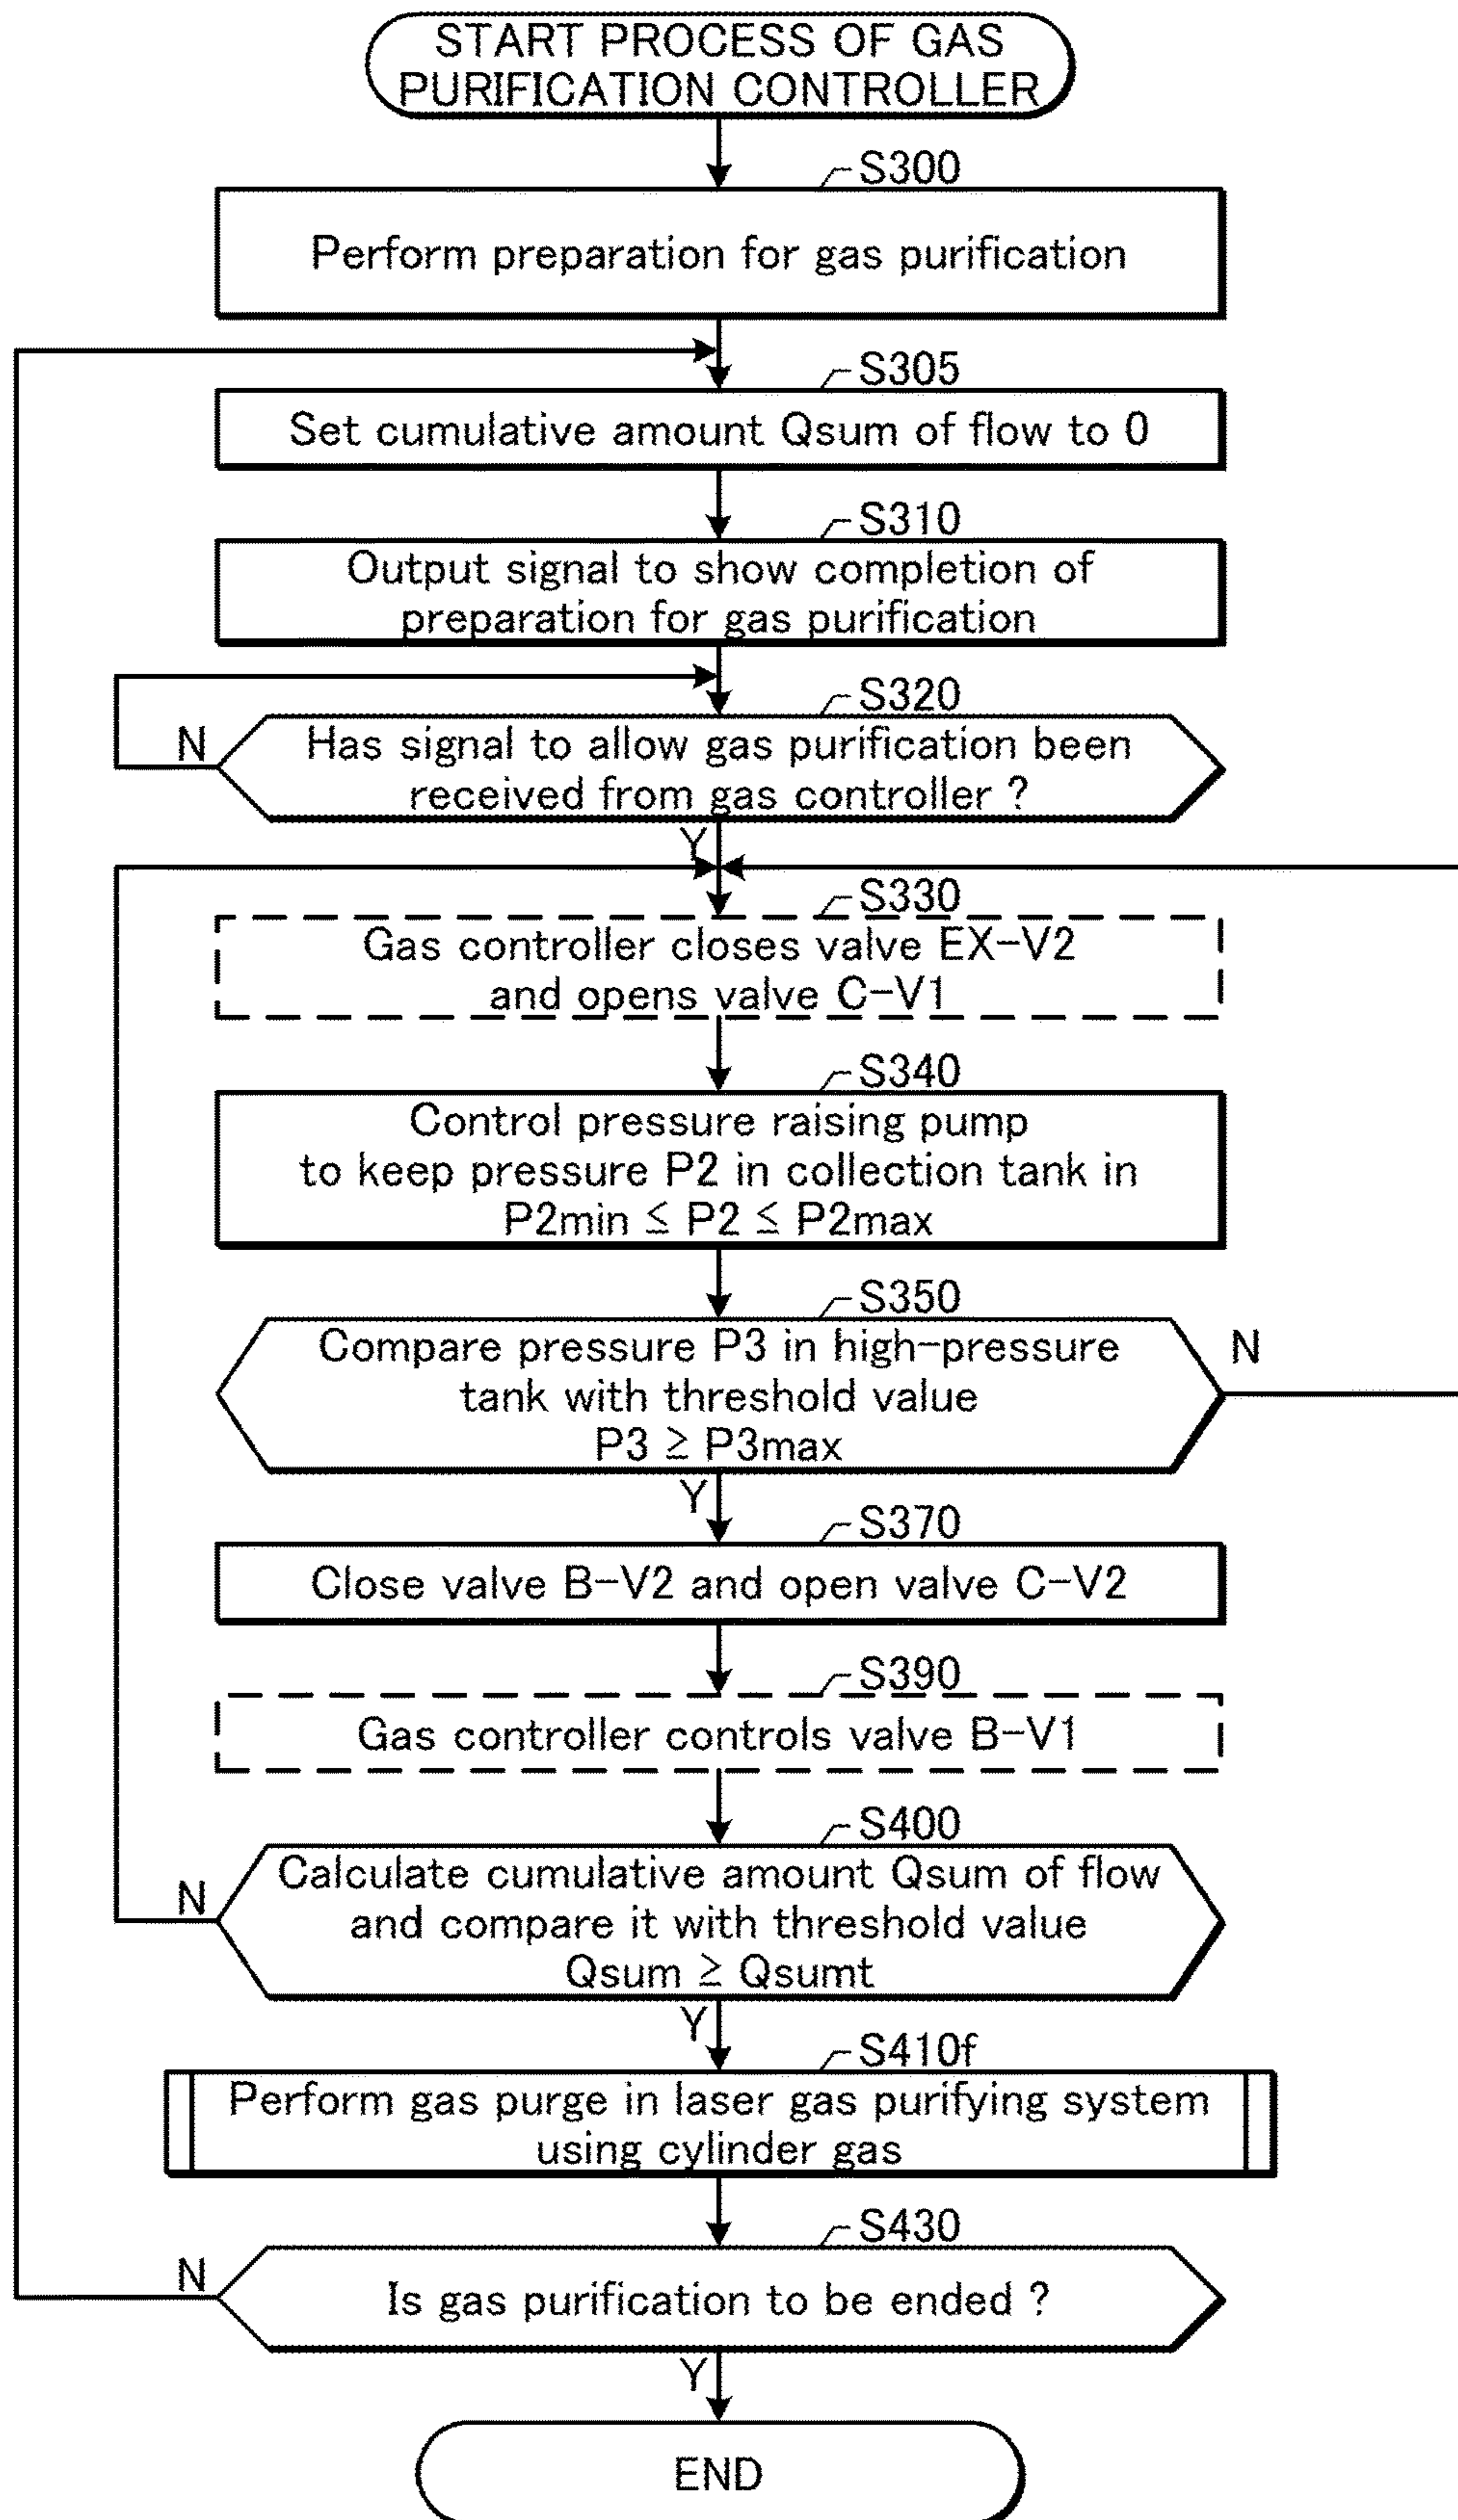 START PROCESS OF GAS
PURIFICATION CONTROLLER
S300
Perform preparation for gas purification
S305
Set cumulative amount Qsum of flow to 0
S310
Output signal to show completion of
preparation for gas purification
S320
N
Has signal to allow gas purification been
received from gas controller ?
Y
S330
Gas controller closes valve EX-V2
and opens valve C-V1
S340
Control pressure raising pump
to keep pressure P2 in collection tank in
P2min ≦ P2 ≦ P2max
S350
Compare pressure P3 in high-pressure
tank with threshold value
P3 ≧ P3max
N
Y
S370
Close valve B-V2 and open valve C-V2
S390
Gas controller controls valve B-V1
S400
N
Calculate cumulative amount Qsum of flow
and compare it with threshold value
Qsum ≧ Qsumt
Y
S410f
Perform gas purge in laser gas purifying system
using cylinder gas
S430
N
Is gas purification to be ended ?
Y
END